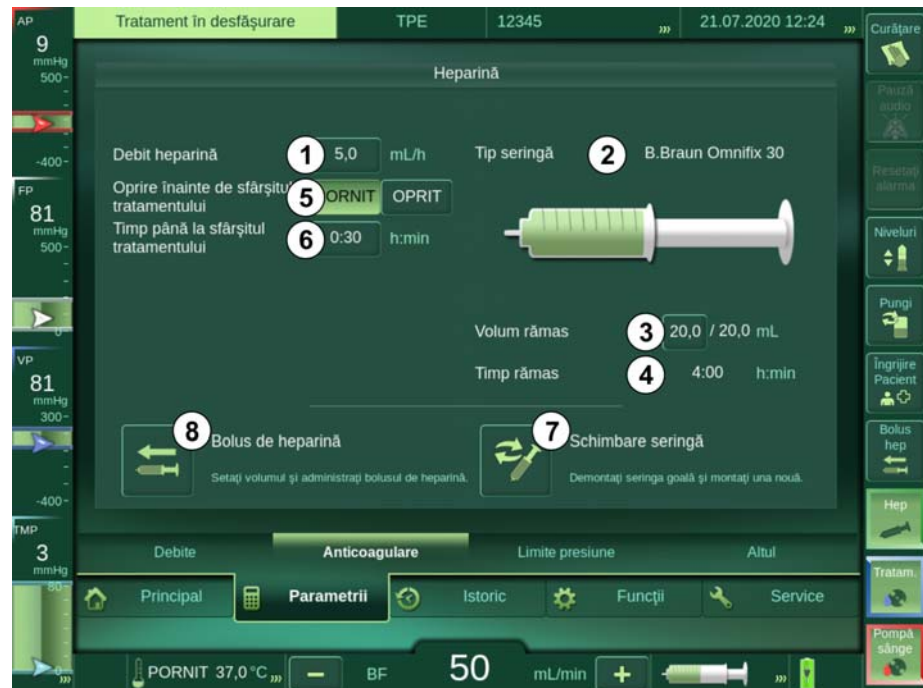 AP
9
mmHg
500
-400
FP
81
mmHg
500
0
VP
81
mmHg
300
-400
TMP
3
mmHg
80
Tratament în desfășurare TPE 12345 21.07.2020 12:24
Heparină
Debit heparină 1 5,0 mL/h
Oprire înainte de sfârșitul tratamentului 5 OPRIT
Timp până la sfârșitul tratamentului 6 0:30 h:min
Tip seringă 2 B.Braun Omnifix 30
Volum rămas 3 20,0 / 20,0 mL
Timp rămas 4 4:00 h:min
8 Bolus de heparină
Setați volumul și administrați bolusul de heparină.
7 Schimbare seringă
Demontați seringa goală și montați una nouă.
Debite Anticoagulare Limite presiune Altul
Principal Parametrii Istoric Funcții Service
PORNIT 37,0 °C BF 50 mL/min
Curățare
Pauză
audio
Resetați
alarma
Niveluri
Pungi
Îngrijire
Pacient
Bolus
hep
Hep
Tratam.
Pompă
sânge